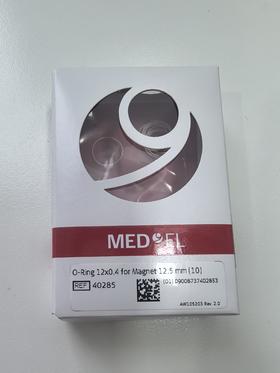 MED EL
O-Ring 12x0.4 for Magnet 12.5 mm (10)
REF 40285
(01)09008737402853
AW105203 Rev. 2.0